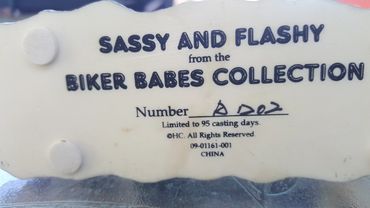 SASSY AND FLASHY
from the
BIKER BABES COLLECTION
Number
Limited to 95 casting days.
©HC. All Rights Reserved
09-01161-001
CHINA